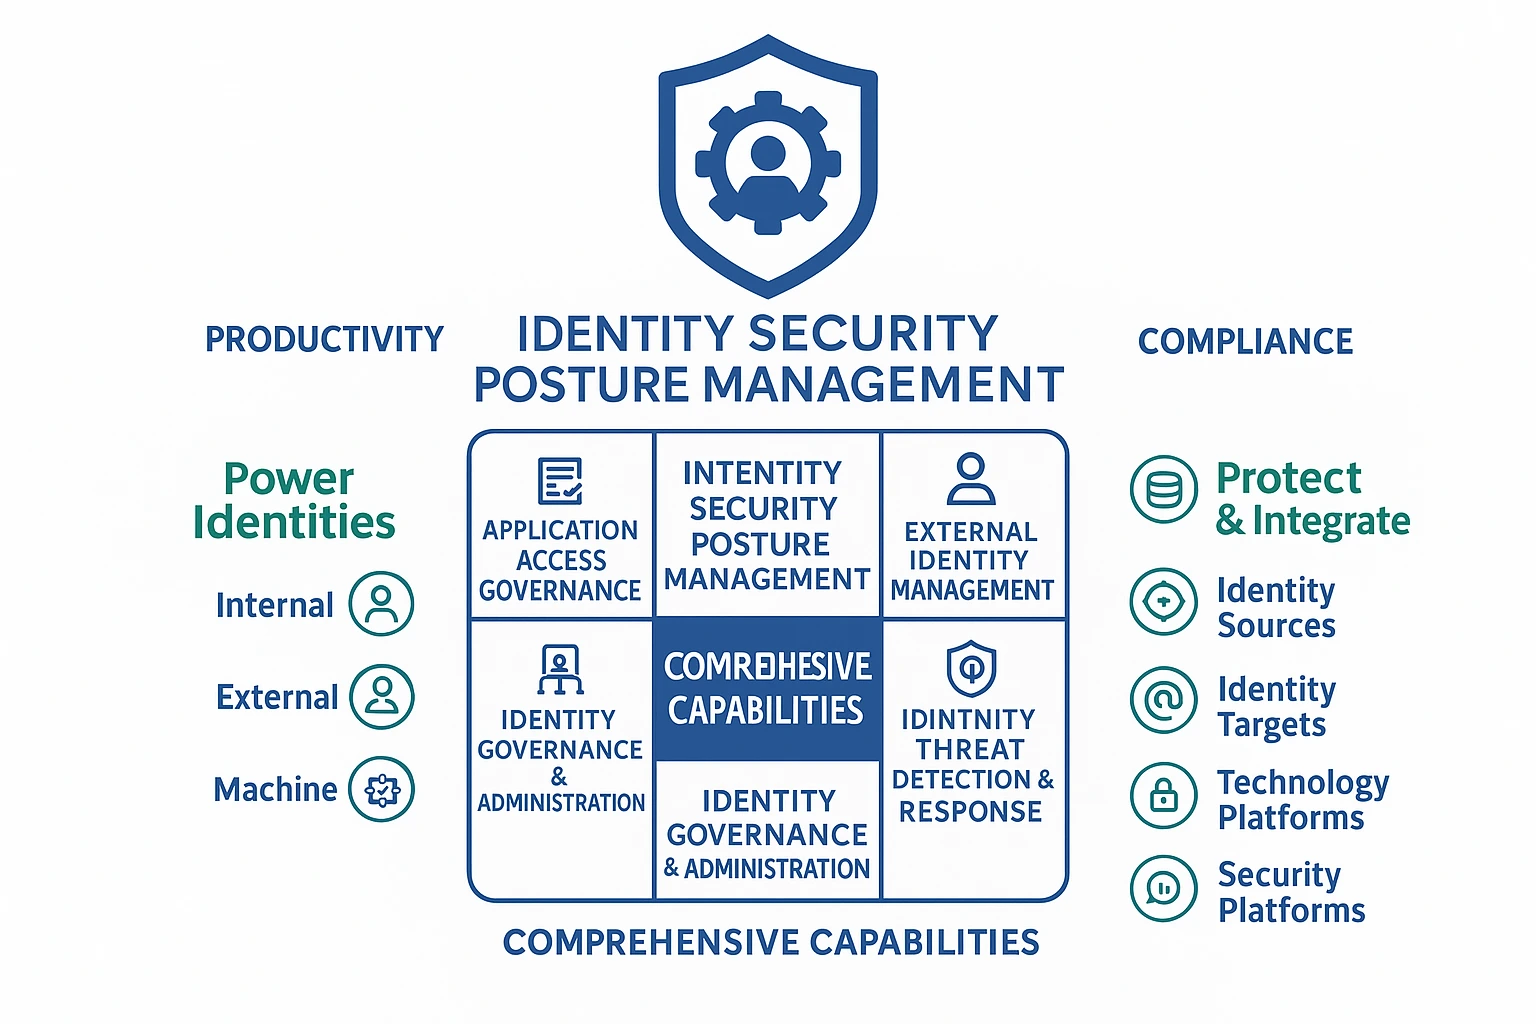 PRODUCTIVITY
IDENTITY SECURITY
POSTURE MANAGEMENT
COMPLIANCE
Power
Identities
Internal
External
Machine
APPLICATION
ACCESS
GOVERNANCE
INTENTITY
SECURITY
POSTURE
MANAGEMENT
EXTERNAL
IDENTITY
MANAGEMENT
IDENTITY
GOVERNANCE
&
ADMINISTRATION
CAPABILITIES
IDINTNITY
THREAT
DETECTION &
RESPONSE
IDENTITY
GOVERNANCE
& ADMINISTRATION
COMPREHENSIVE CAPABILITIES
Protect
& Integrate
Identity
Sources
Identity
Targets
Technology
Platforms
Security
Platforms